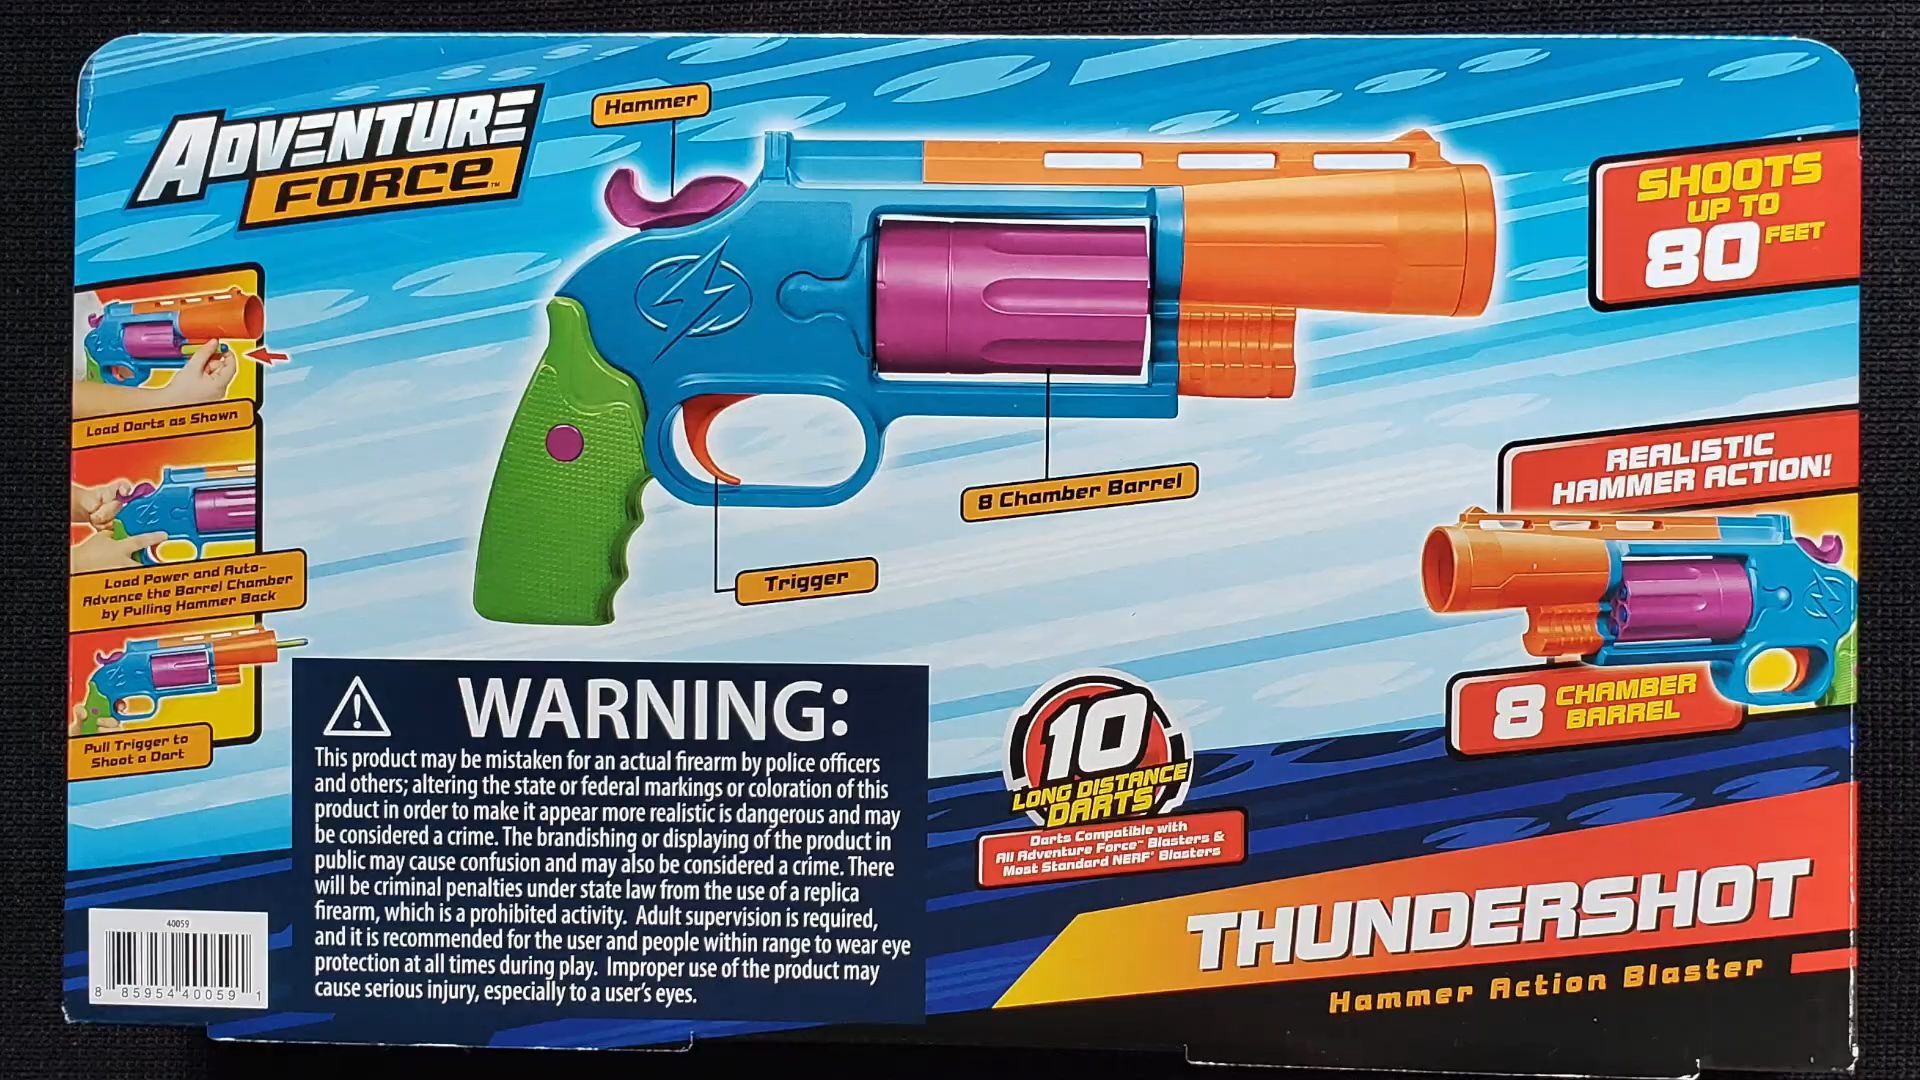 ADVENTURE
FORCE™
Hammer
SHOOTS
UP TO
80 FEET
Load Darts as Shown
REALISTIC
HAMMER ACTION!
8 Chamber Barrel
Trigger
Load Power and Auto-
Advance the Barrel Chamber
by Pulling Hammer Back
8 CHAMBER
BARREL
Pull Trigger to
Shoot a Dart
WARNING:
This product may be mistaken for an actual firearm by police officers
and others; altering the state or federal markings or coloration of this
product in order to make it appear more realistic is dangerous and may
be considered a crime. The brandishing or displaying of the product in
public may cause confusion and may also be considered a crime. There
will be criminal penalties under state law from the use of a replica
firearm, which is a prohibited activity. Adult supervision is required,
and it is recommended for the user and people within range to wear eye
protection at all times during play. Improper use of the product may
cause serious injury, especially to a user's eyes.
10
LONG DISTANCE
DARTS
Darts Compatible with
All Adventure Force™ Blasters &
Most Standard NERF® Blasters
THUNDERSHOT
Hammer Action Blaster
40059
8 85954 40059 1